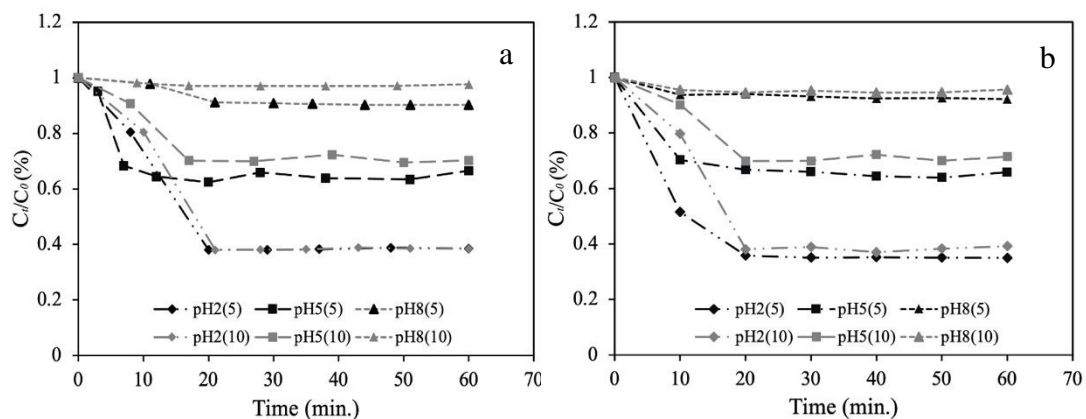 a
1.2
1
0.8
0.6
0.4
0.2
0
Cₜ/C₀ (%)
pH2(5) pH5(5) pH8(5)
pH2(10) pH5(10) pH8(10)
0 10 20 30 40 50 60 70
Time (min.)
b
1.2
1
0.8
0.6
0.4
0.2
0
Cₜ/C₀ (%)
pH2(5) pH5(5) pH8(5)
pH2(10) pH5(10) pH8(10)
0 10 20 30 40 50 60 70
Time (min.)